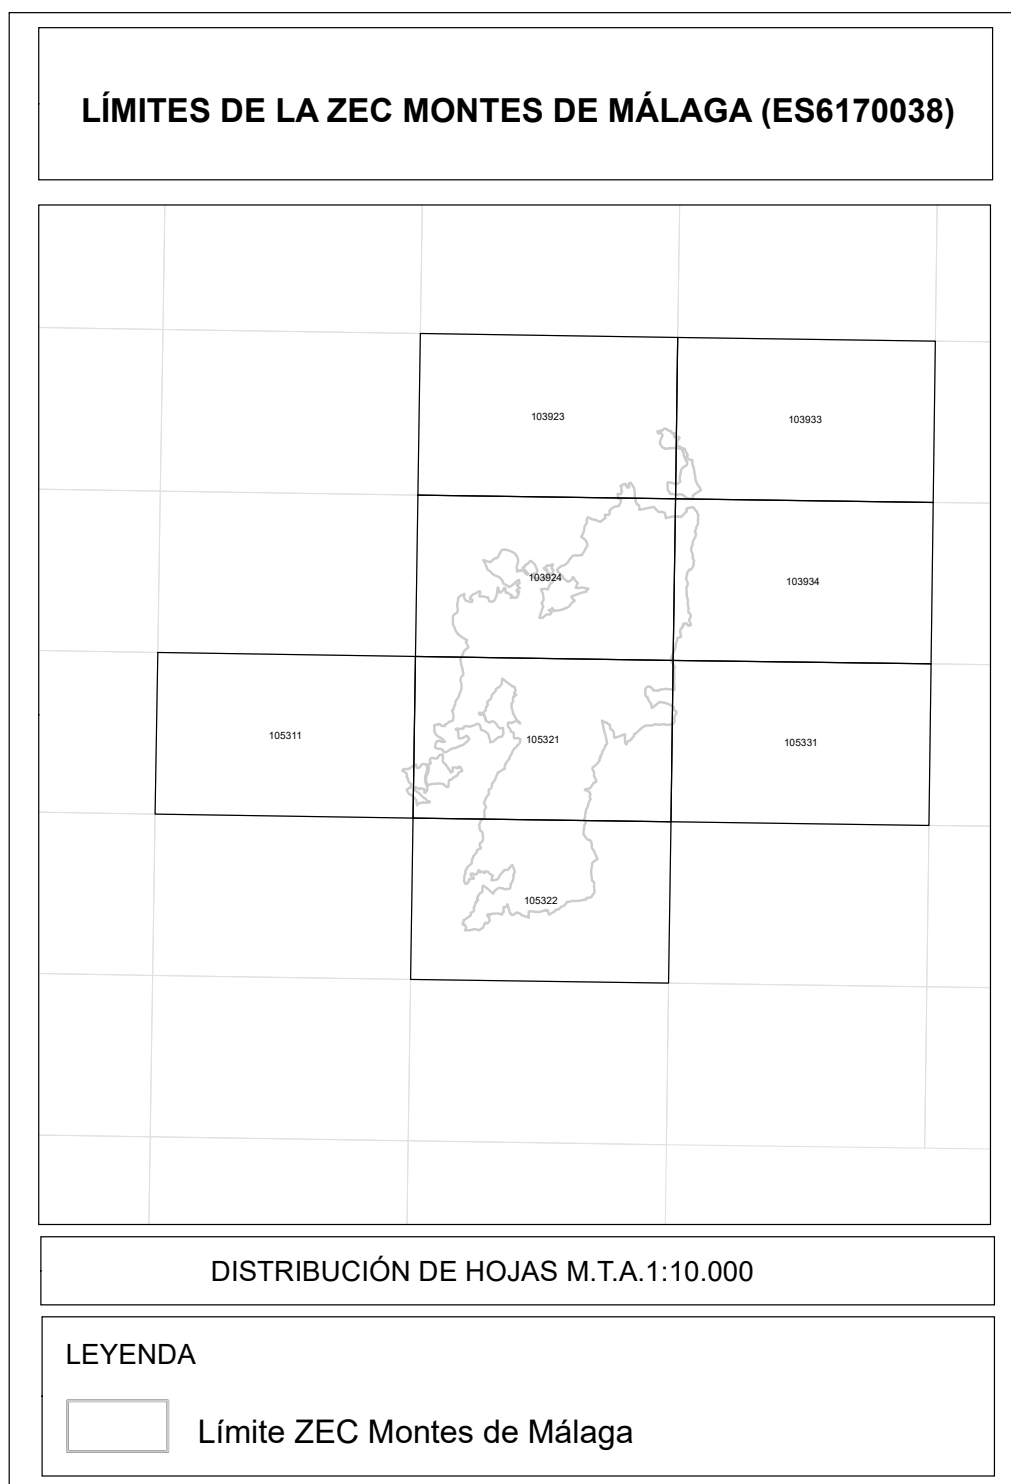 LÍMITES DE LA ZEC MONTES DE MÁLAGA (ES6170038)
103923
103933
103924
103934
105311
105321
105331
105322
DISTRIBUCIÓN DE HOJAS M.T.A.1:10.000
LEYENDA
Límite ZEC Montes de Málaga